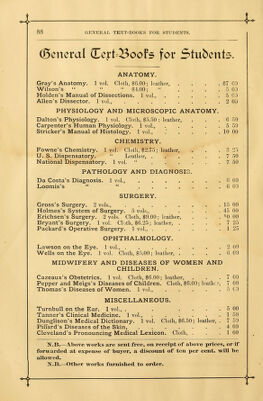 88 GENERAL TEXT-BOOKS FOR STUDENTS.
General Text-Books for Students.
ANATOMY.
Gray's Anatomy. 1 vol. Cloth, $6.00; leather, $7 00
Wilson's " " " $4.00; " 5 00
Holden's Manual of Dissections. 1 vol., 5 00
Allen's Dissector. 1 vol., 2 00
PHYSIOLOGY AND MICROSCOPIC ANATOMY.
Dalton's Physiology. 1 vol. Cloth, $5.50; leather, 6 50
Carpenter's Human Physiology. 1 vol., 
Stricker's Manual of Histology. 1 vol., 10 00
CHEMISTRY.
Fowne's Chemistry. 1 vol. Cloth, $2.75; leather, 3 25
U. S. Dispensatory. " Leather, 7 50
National Dispensatory. 1 vol. " 7 50
PATHOLOGY AND DIAGNOSIS.
Da Costa's Diagnosis. 1 vol., 6 00
Loomis's " " 6 00
SURGERY.
Gross's Surgery. 2 vols., 15 00
Holmes's System of Surgery. vols., 
Erichsen's Surgery. 2 vols. Cloth, $9.00; leather, 
Bryant's Surgery. 1 vol. Cloth, $6.25; leather, 7 25
Packard's Operative Surgery. 1 vol., 1 25
OPHTHALMOLOGY.
Lawson on the Eye. 1 vol., 2 00
Wells on the Eye. 1 vol. Cloth, $5.00; leather, 6 00
MIDWIFERY AND DISEASES OF WOMEN AND
CHILDREN.
Cazeaux's Obstetrics. 1 vol. Cloth, $6.00; leather, 7 00
Pepper and Meigs's Diseases of Children. Cloth, $6.00; leather, 7 00
Thomas's Diseases of Women. 1 vol., 
MISCELLANEOUS.
Turnbull on the Ear. 1 vol., 5 00
Tanner's Clinical Medicine. 1 vol., 1 50
Dunglison's Medical Dictionary. 1 vol. Cloth, $6.50; leather, 7 50
Piffard's Diseases of the Skin, 4 00
Cleveland's Pronouncing Medical Lexicon. Cloth, 1 00
N.B.—Above works are sent free, on receipt of above prices, or if
forwarded at expense of buyer, a discount of ten per cent. will be
allowed.
N.B.—Other works furnished to order.